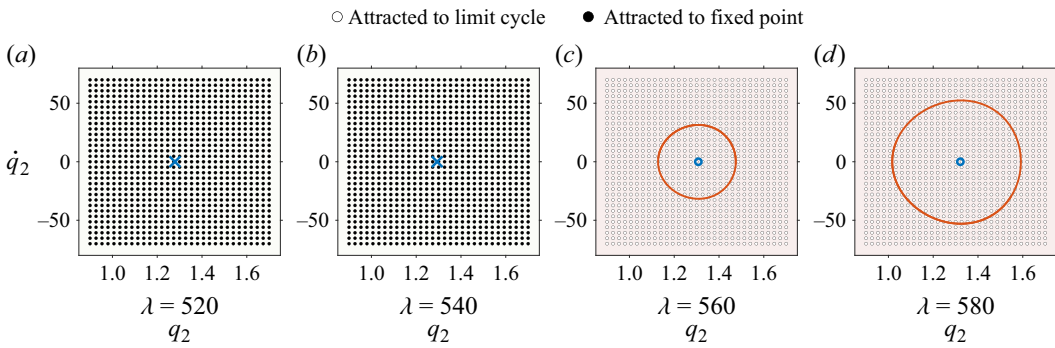 ○ Attracted to limit cycle ● Attracted to fixed point
(a) (b) (c) (d)
50 50 50 50
q̇2 0 0 0 0
−50 −50 −50 −50
1.0 1.2 1.4 1.6 1.0 1.2 1.4 1.6 1.0 1.2 1.4 1.6 1.0 1.2 1.4 1.6
λ = 520 λ = 540 λ = 560 λ = 580
q2 q2 q2 q2